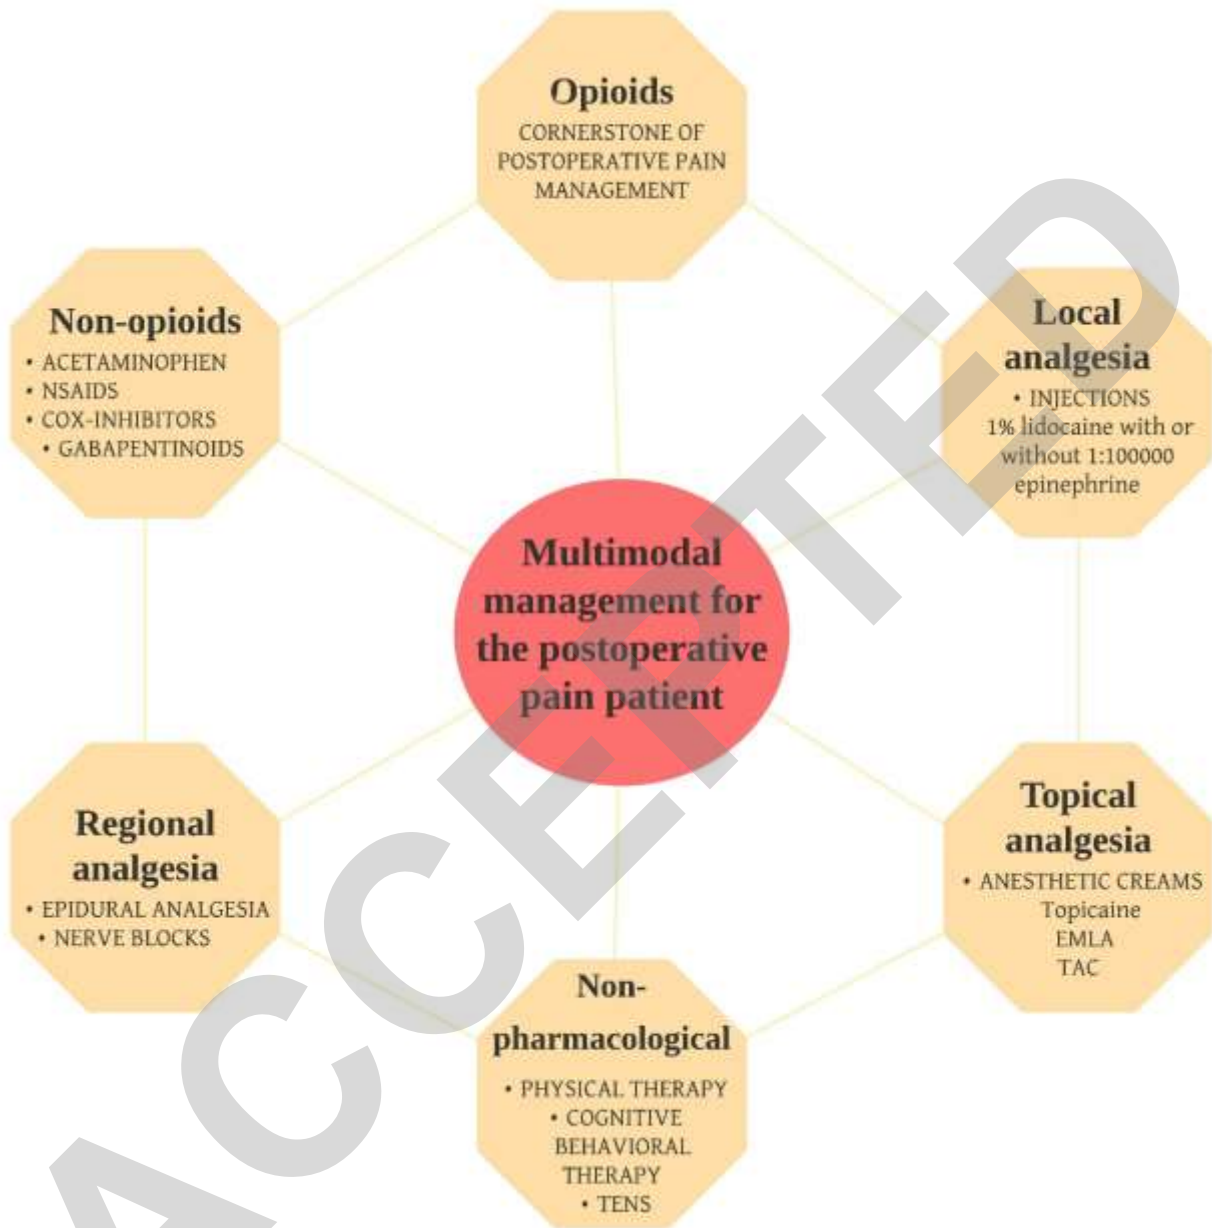 Opioids
CORNERSTONE OF
POSTOPERATIVE PAIN
MANAGEMENT
Non-opioids
• ACETAMINOPHEN
• NSAIDS
• COX-INHIBITORS
• GABAPENTINOIDS
Local
analgesia
• INJECTIONS
1% lidocaine with or
without 1:100000
epinephrine
Multimodal
management for
the postoperative
pain patient
Regional
analgesia
• EPIDURAL ANALGESIA
• NERVE BLOCKS
Topical
analgesia
• ANESTHETIC CREAMS
Topicaine
EMLA
TAC
Non-
pharmacological
• PHYSICAL THERAPY
• COGNITIVE
BEHAVIORAL
THERAPY
• TENS
ACCEPTED